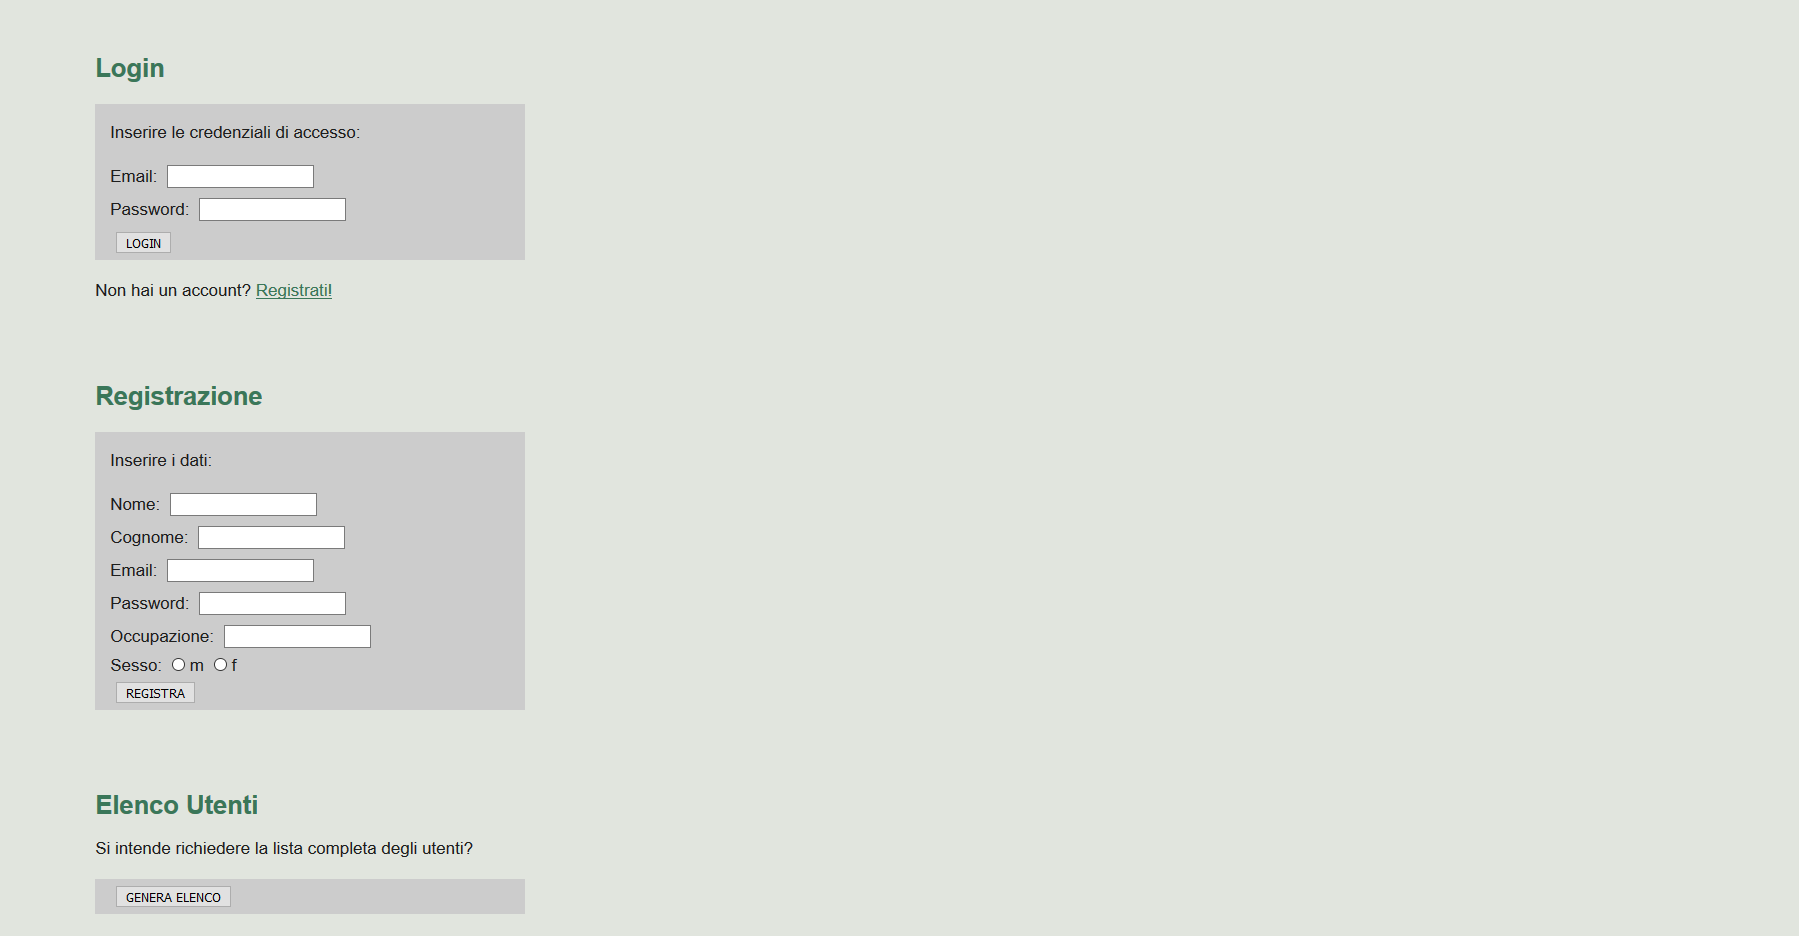 Login
Inserire le credenziali di accesso:
Email:
Password:
LOGIN
Non hai un account? Registrati!
Registrazione
Inserire i dati:
Nome:
Cognome:
Email:
Password:
Occupazione:
Sesso: m f
REGISTRA
Elenco Utenti
Si intende richiedere la lista completa degli utenti?
GENERA ELENCO